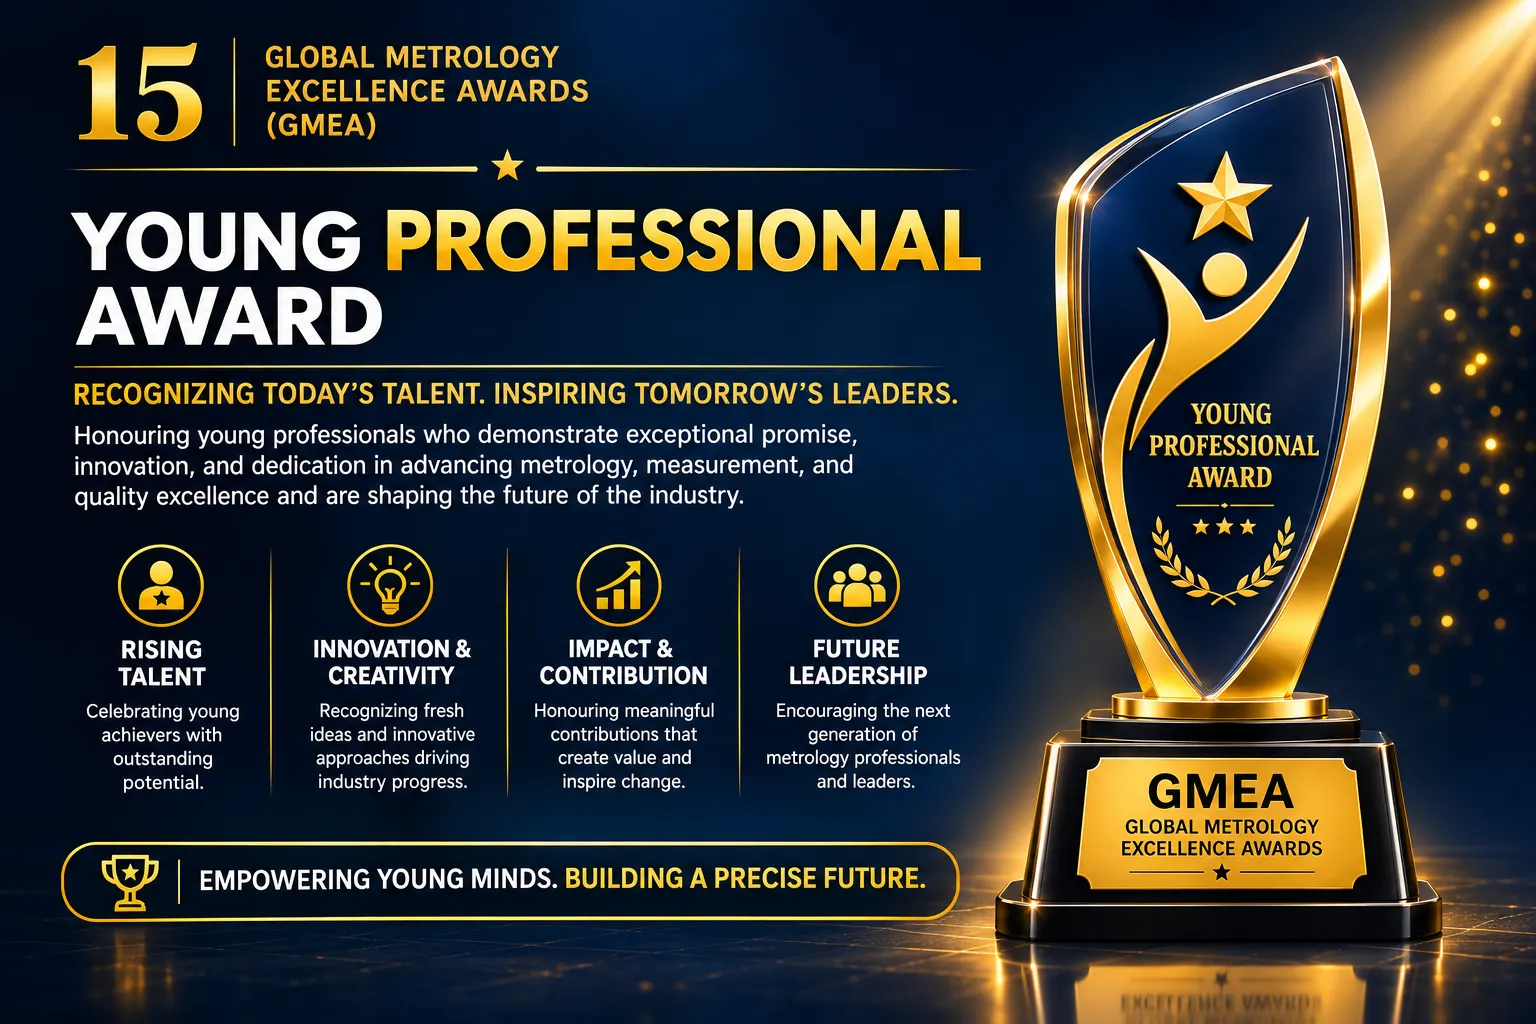 15
GLOBAL METROLOGY
EXCELLENCE AWARDS
(GMEA)
YOUNG PROFESSIONAL
AWARD
RECOGNIZING TODAY'S TALENT. INSPIRING TOMORROW'S LEADERS.
Honouring young professionals who demonstrate exceptional promise,
innovation, and dedication in advancing metrology, measurement, and
quality excellence and are shaping the future of the industry.
RISING
TALENT
Celebrating young
achievers with
outstanding
potential.
INNOVATION &
CREATIVITY
Recognizing fresh
ideas and innovative
approaches driving
industry progress.
IMPACT &
CONTRIBUTION
Honouring meaningful
contributions that
create value and
inspire change.
FUTURE
LEADERSHIP
Encouraging the next
generation of
metrology professionals
and leaders.
EMPOWERING YOUNG MINDS. BUILDING A PRECISE FUTURE.
YOUNG
PROFESSIONAL
AWARD
GMEA
GLOBAL METROLOGY
EXCELLENCE AWARDS